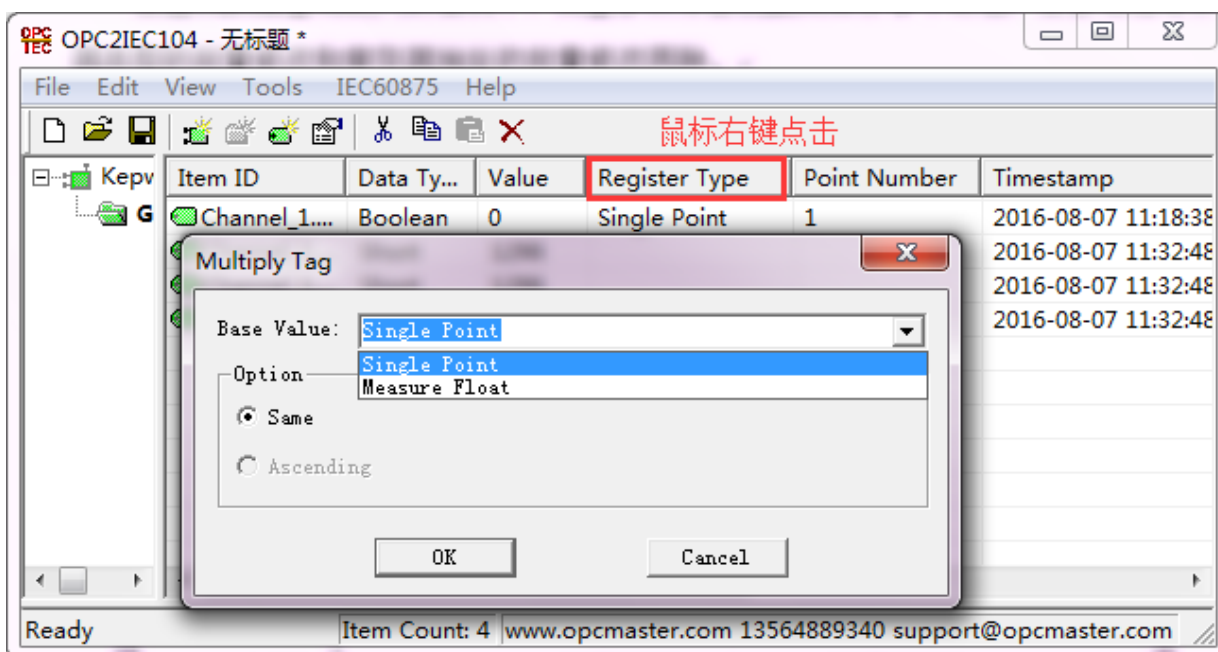 OPC TEC OPC2IEC104 - 无标题 *
File Edit View Tools IEC60875 Help
鼠标右键点击
Kepw Item ID Data Ty... Value Register Type Point Number Timestamp
G Channel_1.... Boolean 0 Single Point 1 2016-08-07 11:18:38
2016-08-07 11:32:48
2016-08-07 11:32:48
2016-08-07 11:32:48
Multiply Tag
Base Value: Single Point
Single Point
Measure Float
Option
Same
Ascending
OK Cancel
Ready Item Count: 4 www.opcmaster.com 13564889340 support@opcmaster.com